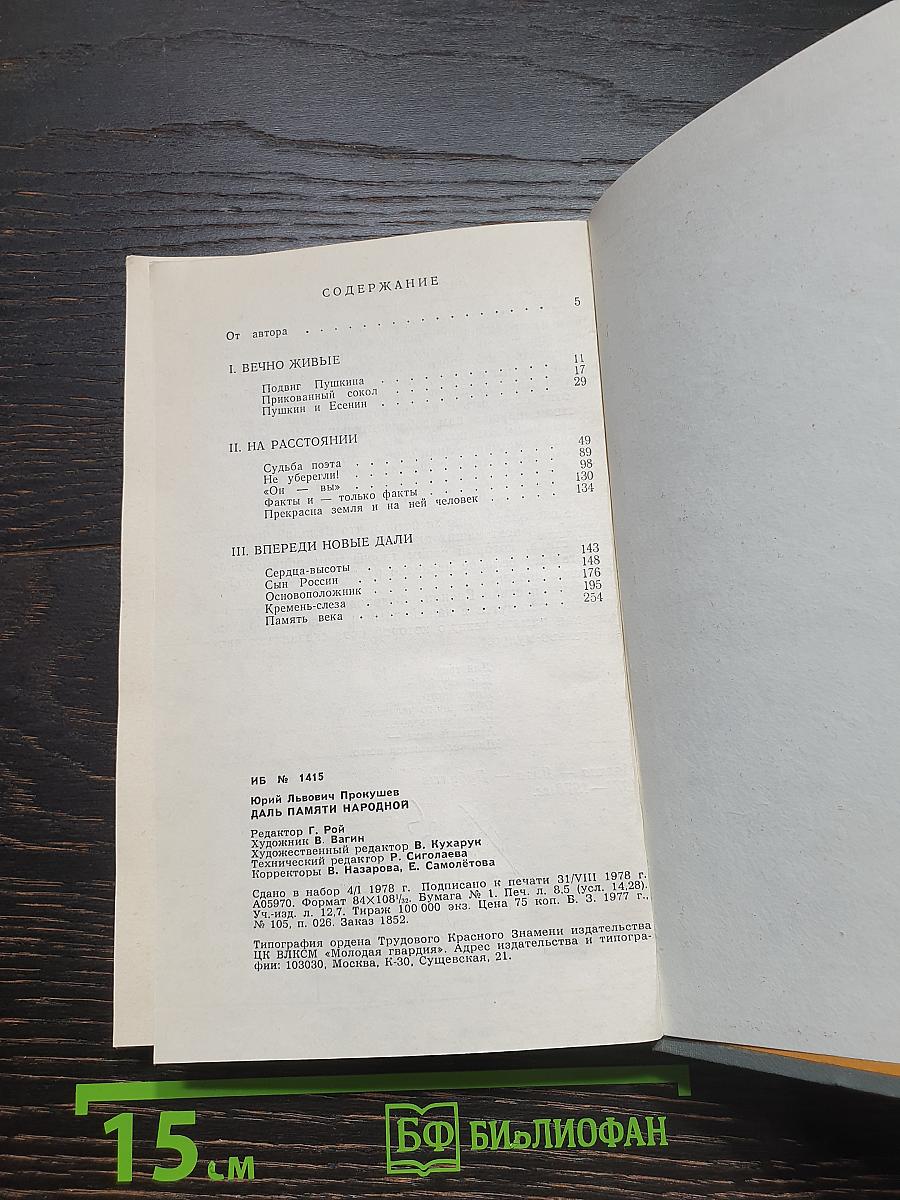 СОДЕРЖАНИЕ
От автора . . . . . . . . . . . . . . . . . 5
I. ВЕЧНО ЖИВЫЕ
Подвиг Пушкина . . . . . . . . . . . . 11
Прикованный сокол . . . . . . . . . . . 17
Пушкин и Есенин . . . . . . . . . . . . 29
II. НА РАССТОЯНИИ
Судьба поэта . . . . . . . . . . . . . 49
Не уберегли! . . . . . . . . . . . . . 89
«Он — вы» . . . . . . . . . . . . . . 98
Факты и — только факты . . . . . . . . . 130
Прекрасна земля и на ней человек . . . . . 134
III. ВПЕРЕДИ НОВЫЕ ДАЛИ
Сердца-высоты . . . . . . . . . . . . 143
Сын России . . . . . . . . . . . . . 148
Основоположник . . . . . . . . . . . . 176
Кремень-слеза . . . . . . . . . . . . 195
Память века . . . . . . . . . . . . . 254
ИБ № 1415
Юрий Львович Прокушев
ДАЛЬ ПАМЯТИ НАРОДНОЙ
Редактор Г. Рой
Художник В. Вагин
Художественный редактор В. Кухарук
Технический редактор Р. Сиголаева
Корректоры В. Назарова, Е. Самолётова
Сдано в набор 4/I 1978 г. Подписано к печати 31/VIII 1978 г.
А05970. Формат 84×108¹/₃₂. Бумага № 1. Печ. л. 8,5 (усл. 14,28).
Уч.-изд. л. 12,7. Тираж 100 000 экз. Цена 75 коп. Б. З. 1977 г.,
№ 105, п. 026. Заказ 1852.
Типография ордена Трудового Красного Знамени издательства
ЦК ВЛКСМ «Молодая гвардия». Адрес издательства и типогра-
фии: 103030, Москва, К-30, Сущевская, 21.
15 см
БФ БИБЛИОФАН